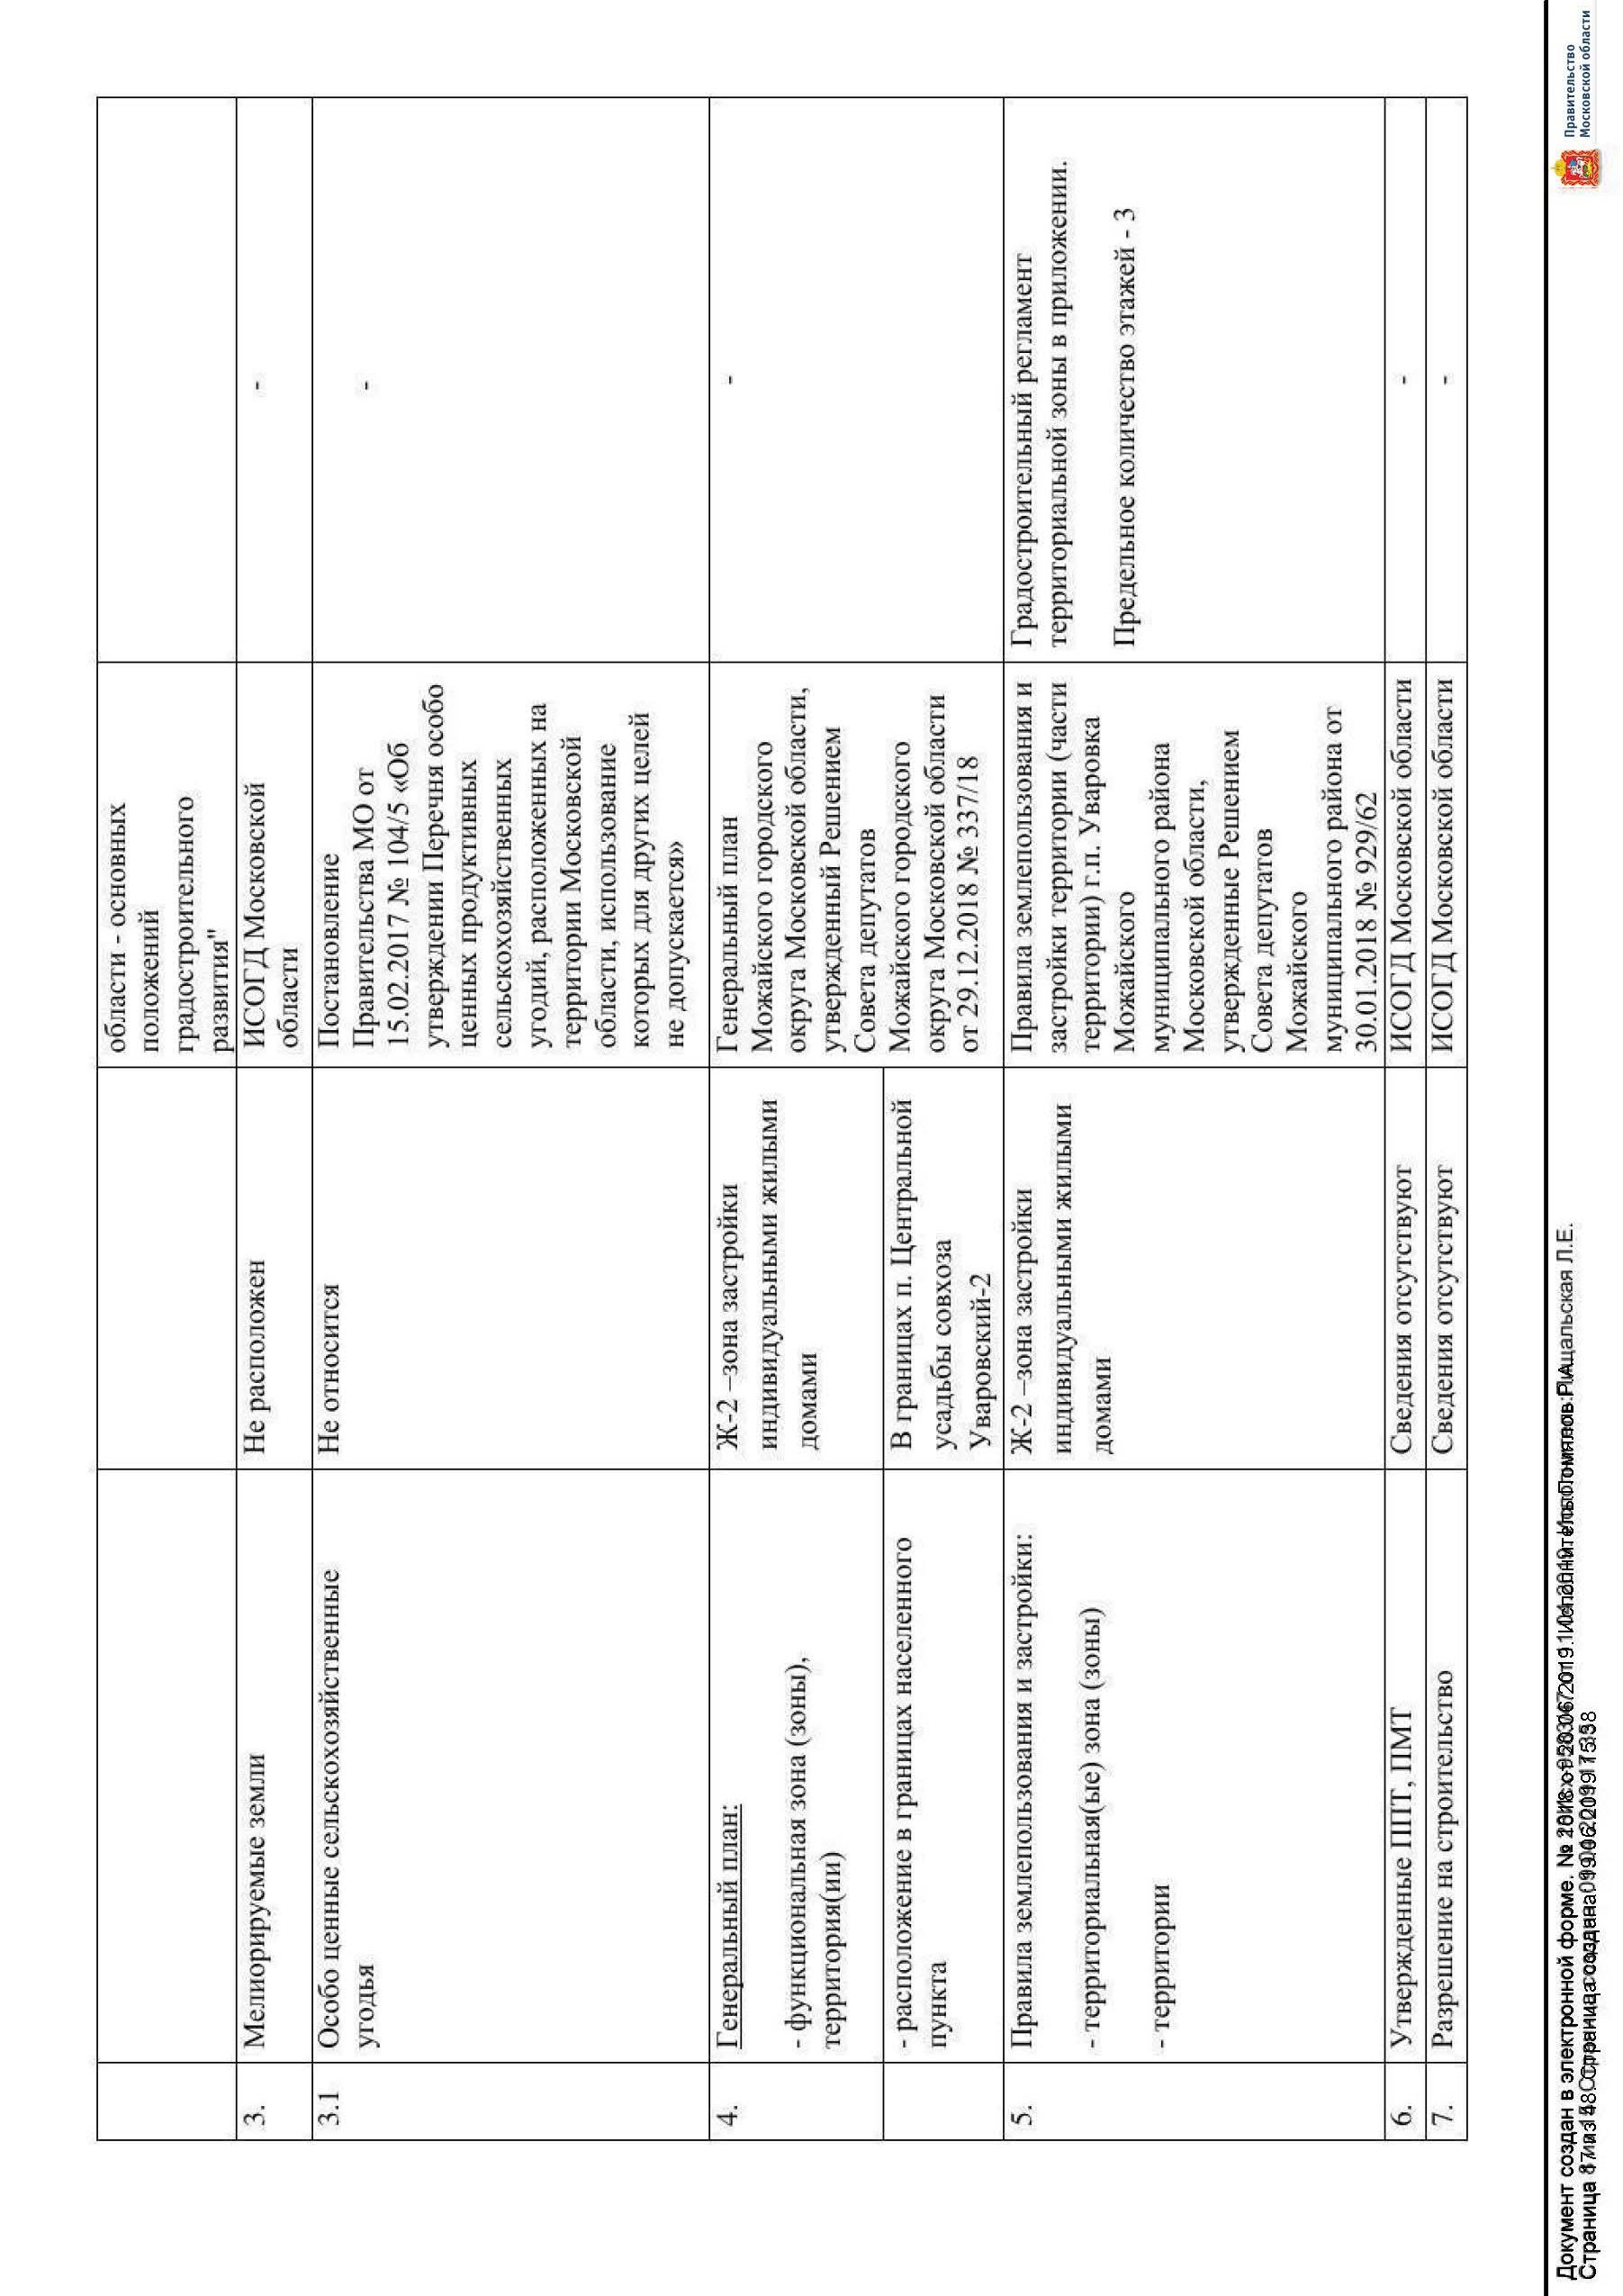 области - основных
положений
градостроительного
развития"
3.
Мелиорируемые земли
Не расположен
ИСОГД Московской
области
-
3.1
Особо ценные сельскохозяйственные
угодья
Не относится
Постановление
Правительства МО от
15.02.2017 № 104/5 «Об
утверждении Перечня особо
ценных продуктивных
сельскохозяйственных
угодий, расположенных на
территории Московской
области, использование
которых для других целей
не допускается»
-
4.
Генеральный план:
- функциональная зона (зоны),
территория(ии)
Ж-2 –зона застройки
индивидуальными жилыми
домами
Генеральный план
Можайского городского
округа Московской области,
утвержденный Решением
Совета депутатов
Можайского городского
округа Московской области
от 29.12.2018 № 337/18
-
- расположение в границах населенного
пункта
В границах п. Центральной
усадьбы совхоза
Уваровский-2
5.
Правила землепользования и застройки:
- территориальная(ые) зона (зоны)
- территории
Ж-2 –зона застройки
индивидуальными жилыми
домами
Правила землепользования и
застройки территории (части
территории) г.п. Уваровка
Можайского
муниципального района
Московской области,
утвержденные Решением
Совета депутатов
Можайского
муниципального района от
30.01.2018 № 929/62
Градостроительный регламент
территориальной зоны в приложении.
Предельное количество этажей - 3
6.
Утвержденные ППТ, ПМТ
Сведения отсутствуют
ИСОГД Московской области
-
7.
Разрешение на строительство
Сведения отсутствуют
ИСОГД Московской области
-
Документ создан в электронной форме. №
Страница
Правительство
Московской области